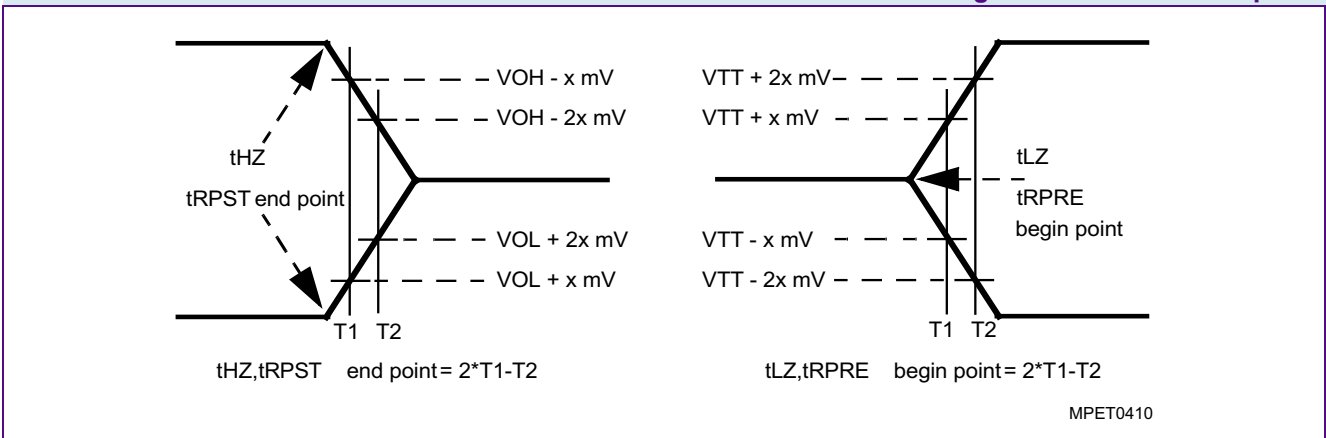 VOH - x mV
VOH - 2x mV
tHZ
tRPST end point
VOL + 2x mV
VOL + x mV
T1 T2
tHZ,tRPST end point = 2*T1-T2
VTT + 2x mV
VTT + x mV
tLZ
tRPRE
begin point
VTT - x mV
VTT - 2x mV
T1 T2
tLZ,tRPRE begin point = 2*T1-T2
MPET0410